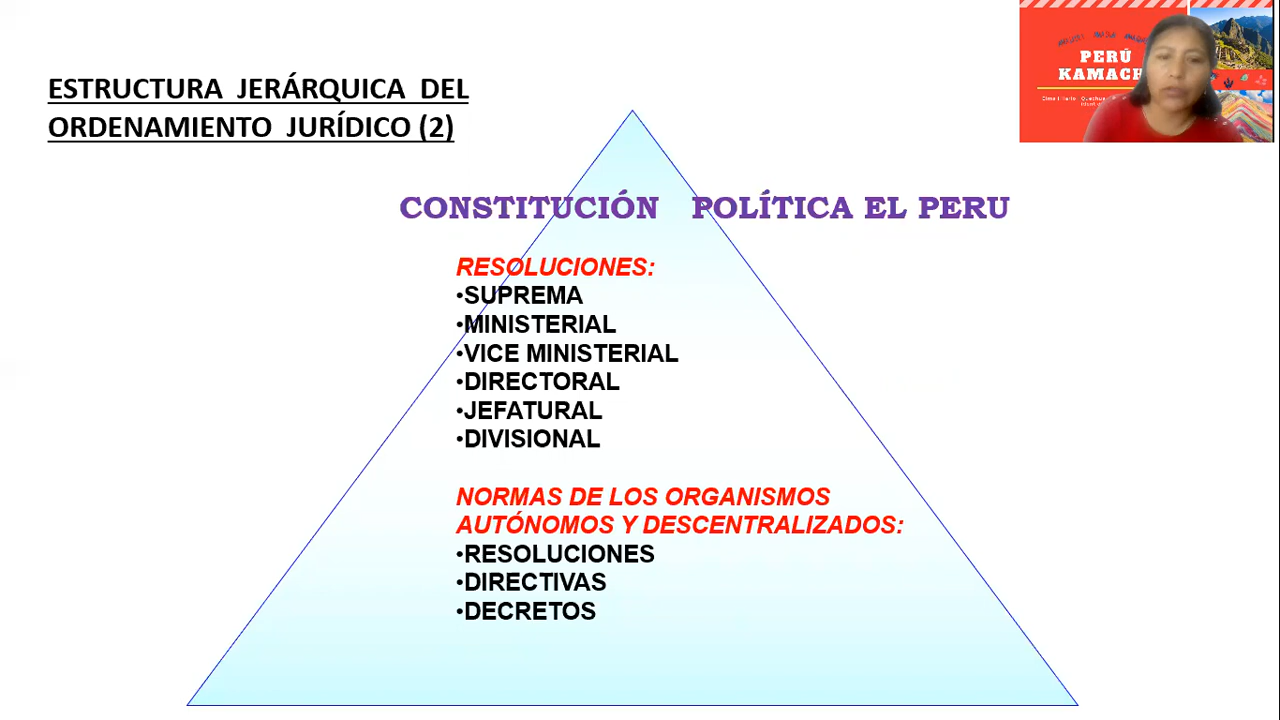 ESTRUCTURA JERÁRQUICA DEL
ORDENAMIENTO JURÍDICO (2)
PERÚ
KAMACH
CONSTITUCIÓN POLÍTICA EL PERU
RESOLUCIONES:
•SUPREMA
•MINISTERIAL
•VICE MINISTERIAL
•DIRECTORAL
•JEFATURAL
•DIVISIONAL
NORMAS DE LOS ORGANISMOS
AUTÓNOMOS Y DESCENTRALIZADOS:
•RESOLUCIONES
•DIRECTIVAS
•DECRETOS